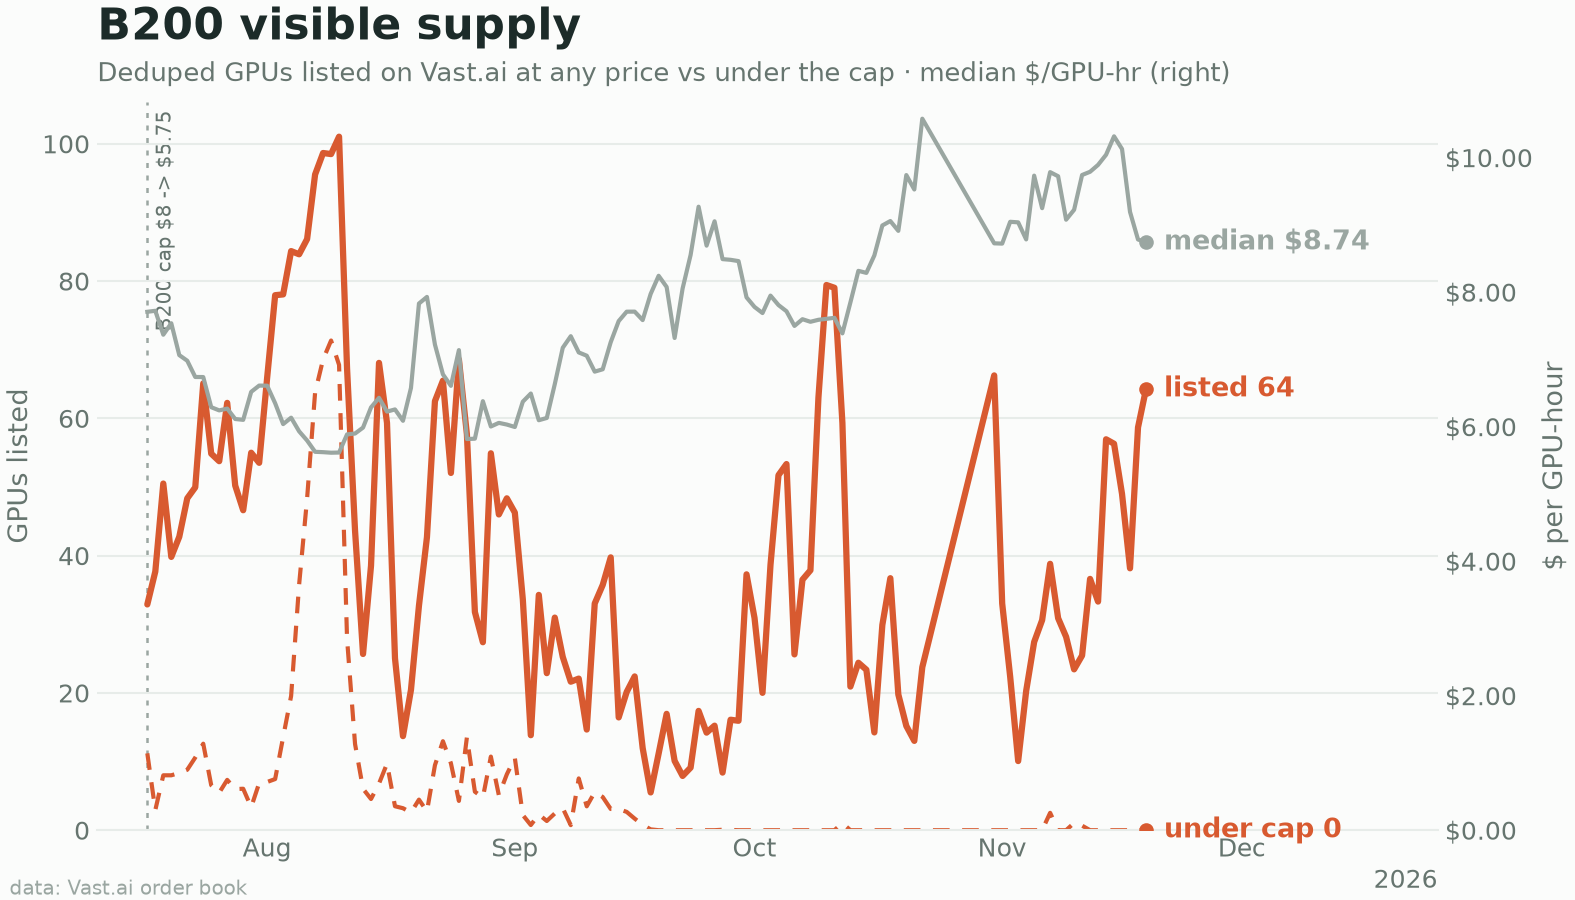 B200 visible supply
Deduped GPUs listed on Vast.ai at any price vs under the cap · median $/GPU-hr (right)
B200 cap $8 -> $5.75
GPUs listed
100
80
60
40
20
0
$10.00
$8.00
$6.00
$4.00
$2.00
$0.00
$ per GPU-hour
median $8.74
listed 64
under cap 0
Aug
Sep
Oct
Nov
Dec
2026
data: Vast.ai order book